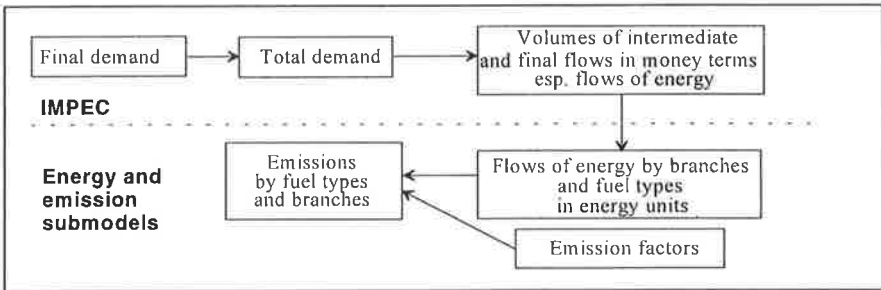 Final demand
Total demand
Volumes of intermediate
and final flows in money terms
esp. flows of energy
IMPEC
Energy and
emission
submodels
Emissions
by fuel types
and branches
Flows of energy by branches
and fuel types
in energy units
Emission factors